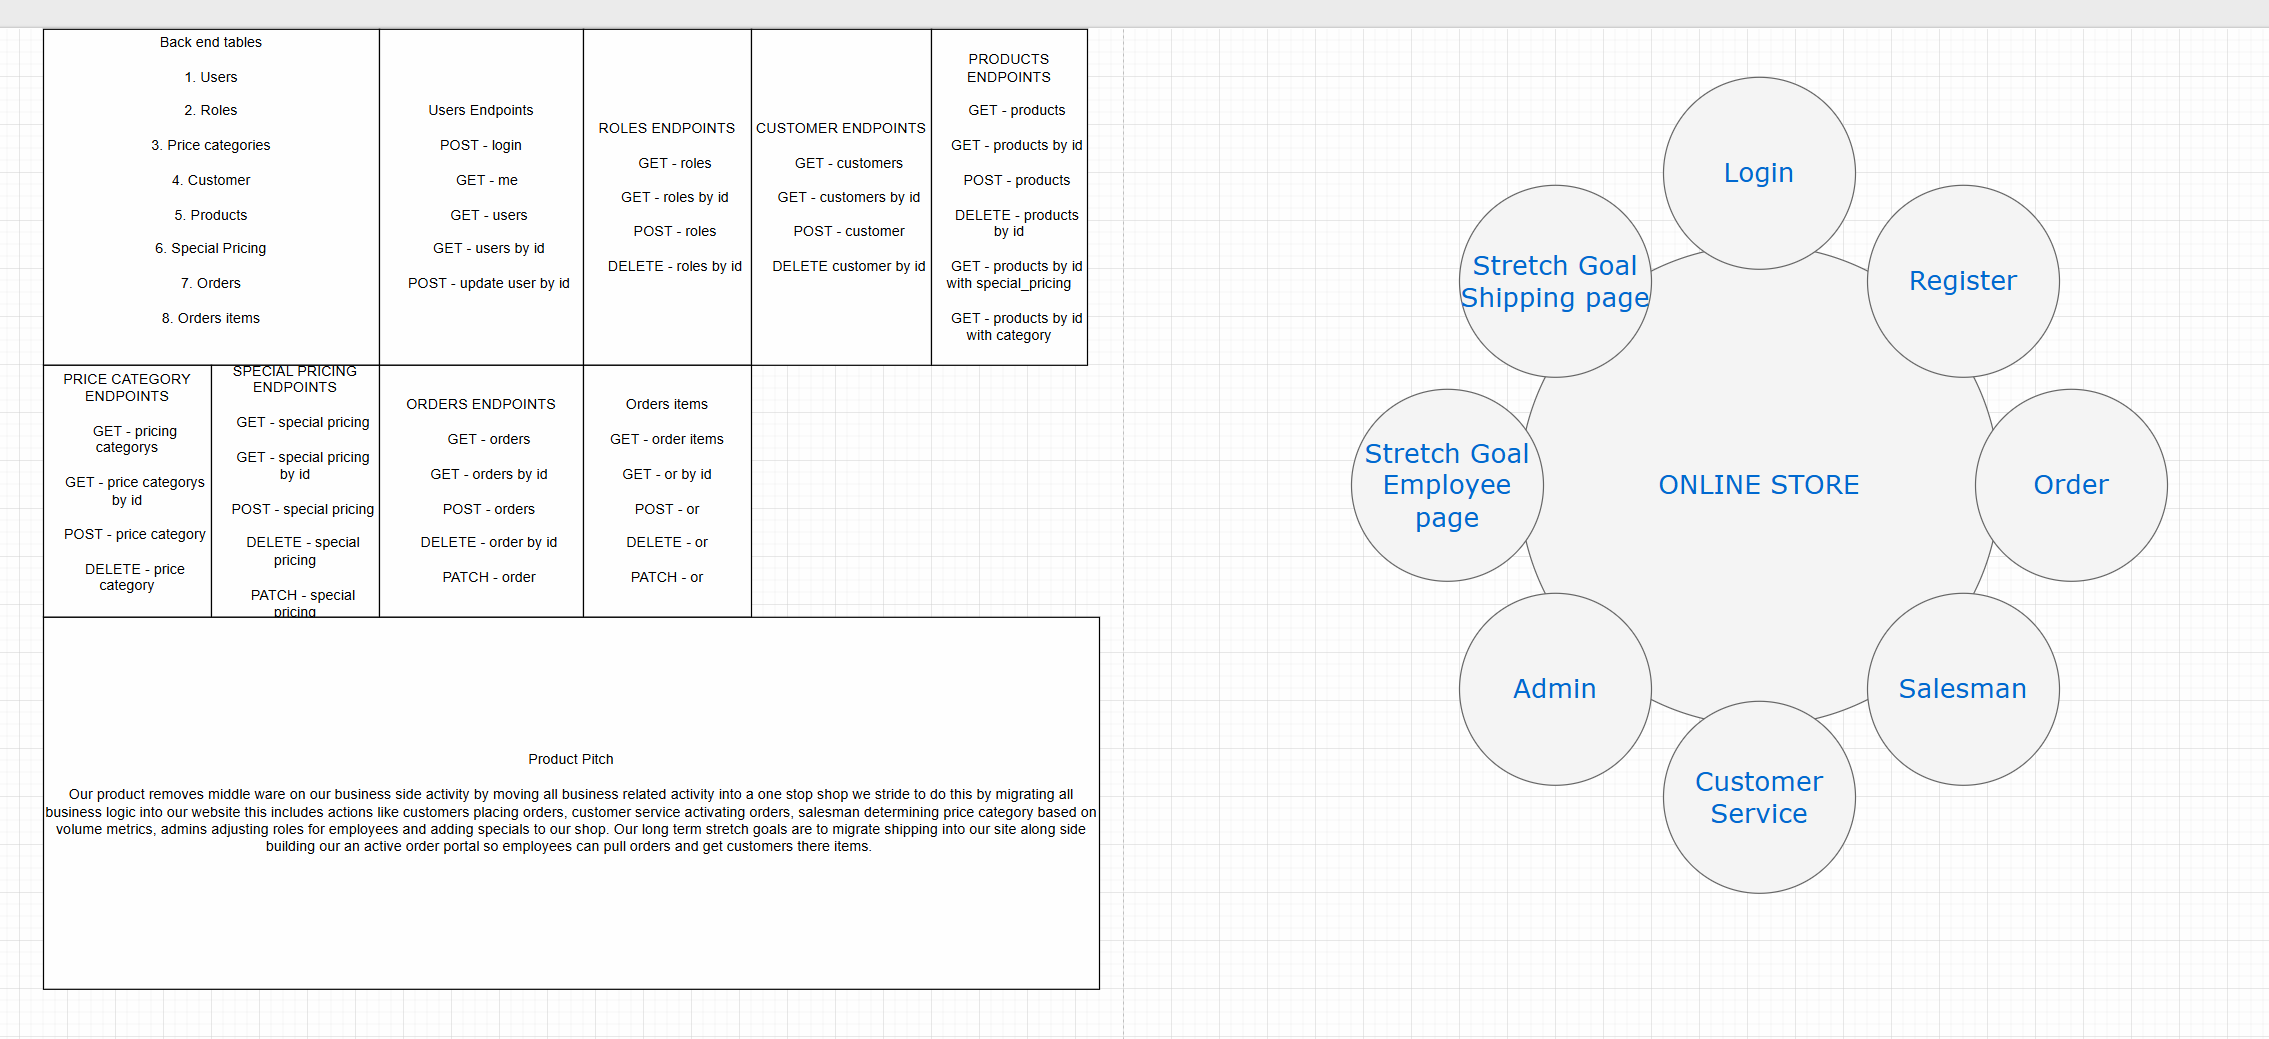 Back end tables
1. Users
2. Roles
3. Price categories
4. Customer
5. Products
6. Special Pricing
7. Orders
8. Orders items
Users Endpoints
POST - login
GET - me
GET - users
GET - users by id
POST - update user by id
ROLES ENDPOINTS
GET - roles
GET - roles by id
POST - roles
DELETE - roles by id
CUSTOMER ENDPOINTS
GET - customers
GET - customers by id
POST - customer
DELETE customer by id
PRODUCTS
ENDPOINTS
GET - products
GET - products by id
POST - products
DELETE - products
by id
GET - products by id
with special_pricing
GET - products by id
with category
PRICE CATEGORY
ENDPOINTS
GET - pricing
categorys
GET - price categorys
by id
POST - price category
DELETE - price
category
SPECIAL PRICING
ENDPOINTS
GET - special pricing
GET - special pricing
by id
POST - special pricing
DELETE - special
pricing
PATCH - special
pricing
ORDERS ENDPOINTS
GET - orders
GET - orders by id
POST - orders
DELETE - order by id
PATCH - order
Orders items
GET - order items
GET - or by id
POST - or
DELETE - or
PATCH - or
Product Pitch
Our product removes middle ware on our business side activity by moving all business related activity into a one stop shop we stride to do this by migrating all
business logic into our website this includes actions like customers placing orders, customer service activating orders, salesman determining price category based on
volume metrics, admins adjusting roles for employees and adding specials to our shop. Our long term stretch goals are to migrate shipping into our site along side
building our an active order portal so employees can pull orders and get customers there items.
Login
Stretch Goal
Shipping page
Register
Stretch Goal
Employee
page
ONLINE STORE
Order
Admin
Salesman
Customer
Service